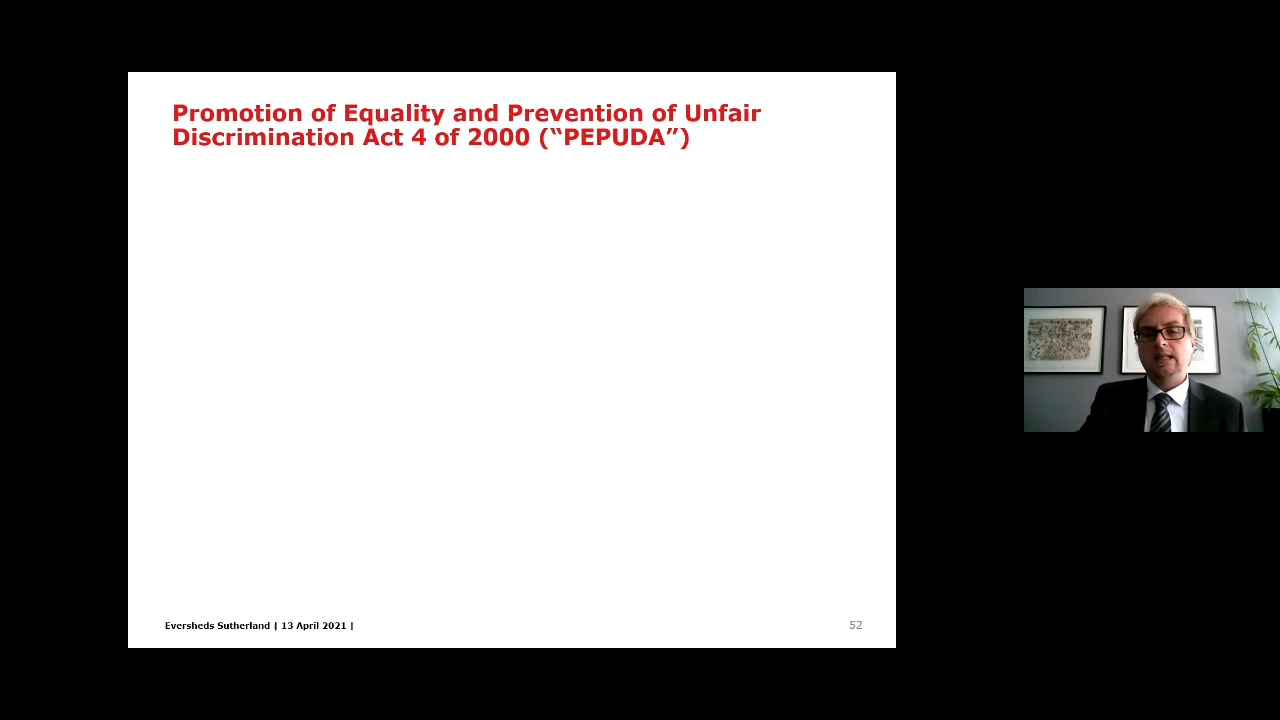 Promotion of Equality and Prevention of Unfair
Discrimination Act 4 of 2000 (“PEPUDA”)
Eversheds Sutherland | 13 April 2021 |
52